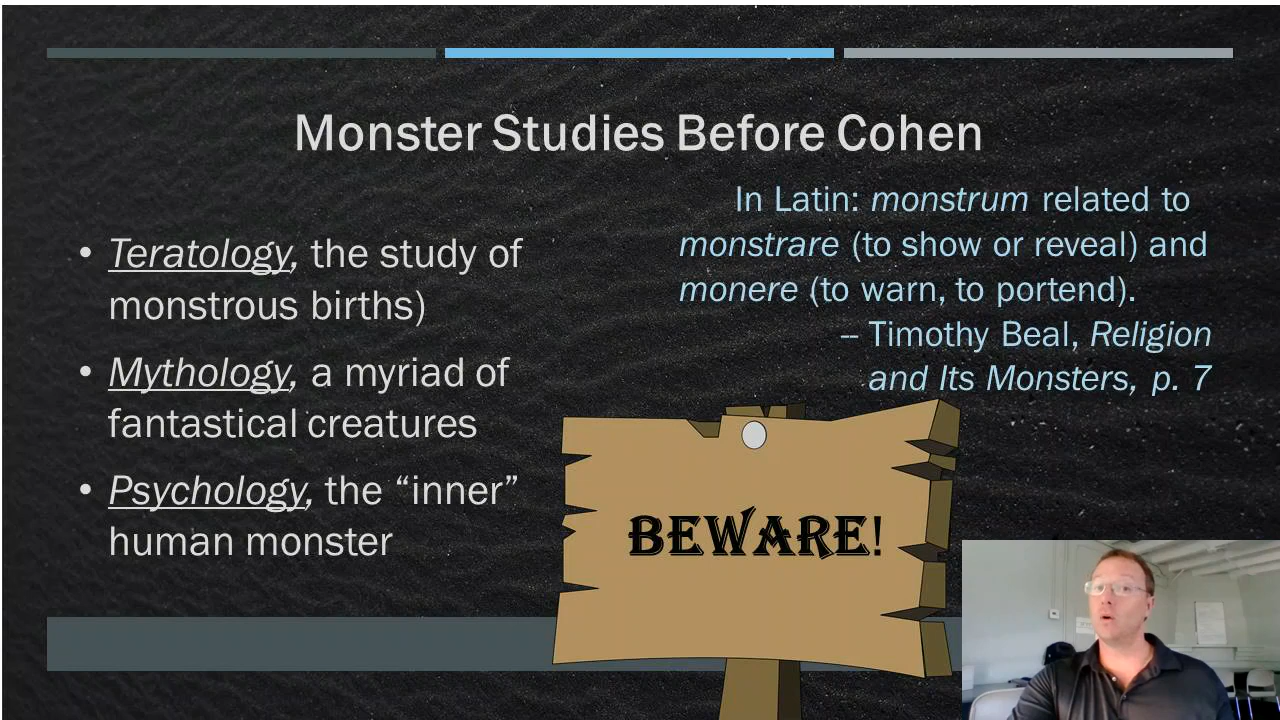 Monster Studies Before Cohen
• Teratology, the study of
monstrous births)
• Mythology, a myriad of
fantastical creatures
• Psychology, the “inner”
human monster
In Latin: monstrum related to
monstrare (to show or reveal) and
monere (to warn, to portend).
-- Timothy Beal, Religion
and Its Monsters, p. 7
BEWARE!